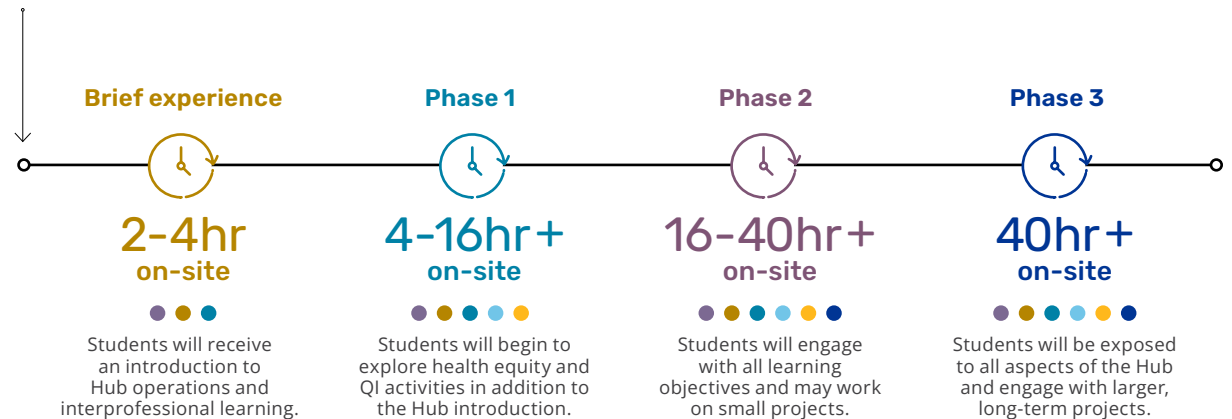 Brief experience
2-4hr
on-site
Students will receive
an introduction to
Hub operations and
interprofessional learning.
Phase 1
4-16hr+
on-site
Students will begin to
explore health equity and
QI activities in addition to
the Hub introduction.
Phase 2
16-40hr+
on-site
Students will engage
with all learning
objectives and may work
on small projects.
Phase 3
40hr+
on-site
Students will be exposed
to all aspects of the Hub
and engage with larger,
long-term projects.